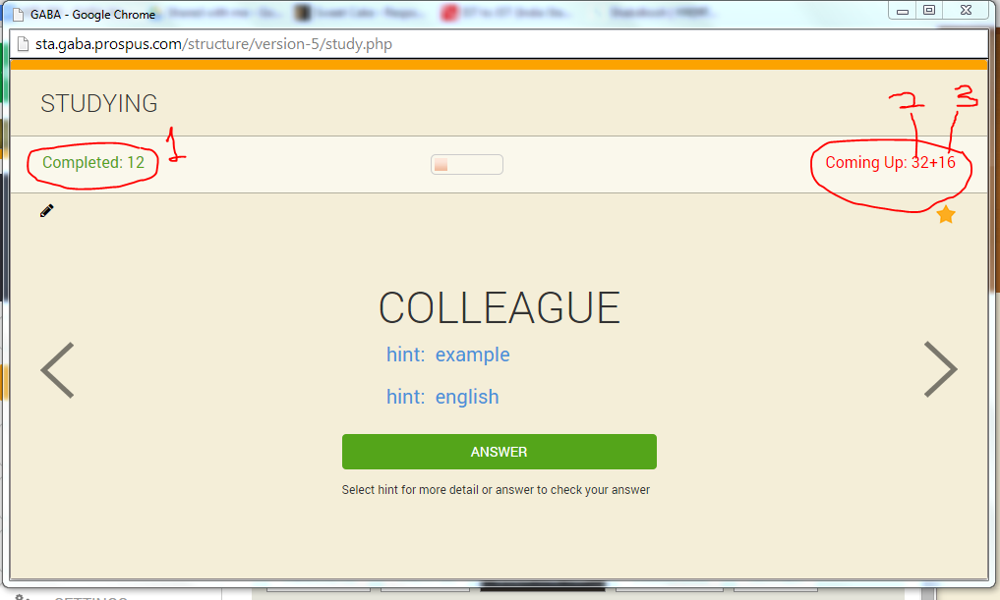 GABA - Google Chrome
sta.gaba.prospus.com/structure/version-5/study.php
2 3
STUDYING
1
Completed: 12
Coming Up: 32+16
COLLEAGUE
hint: example
hint: english
ANSWER
Select hint for more detail or answer to check your answer
SETTINGS